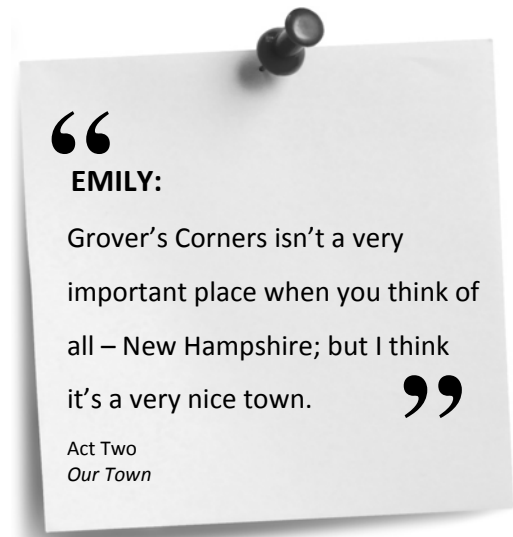 “
EMILY:
Grover’s Corners isn’t a very
important place when you think of
all – New Hampshire; but I think
it’s a very nice town. ”
Act Two
Our Town